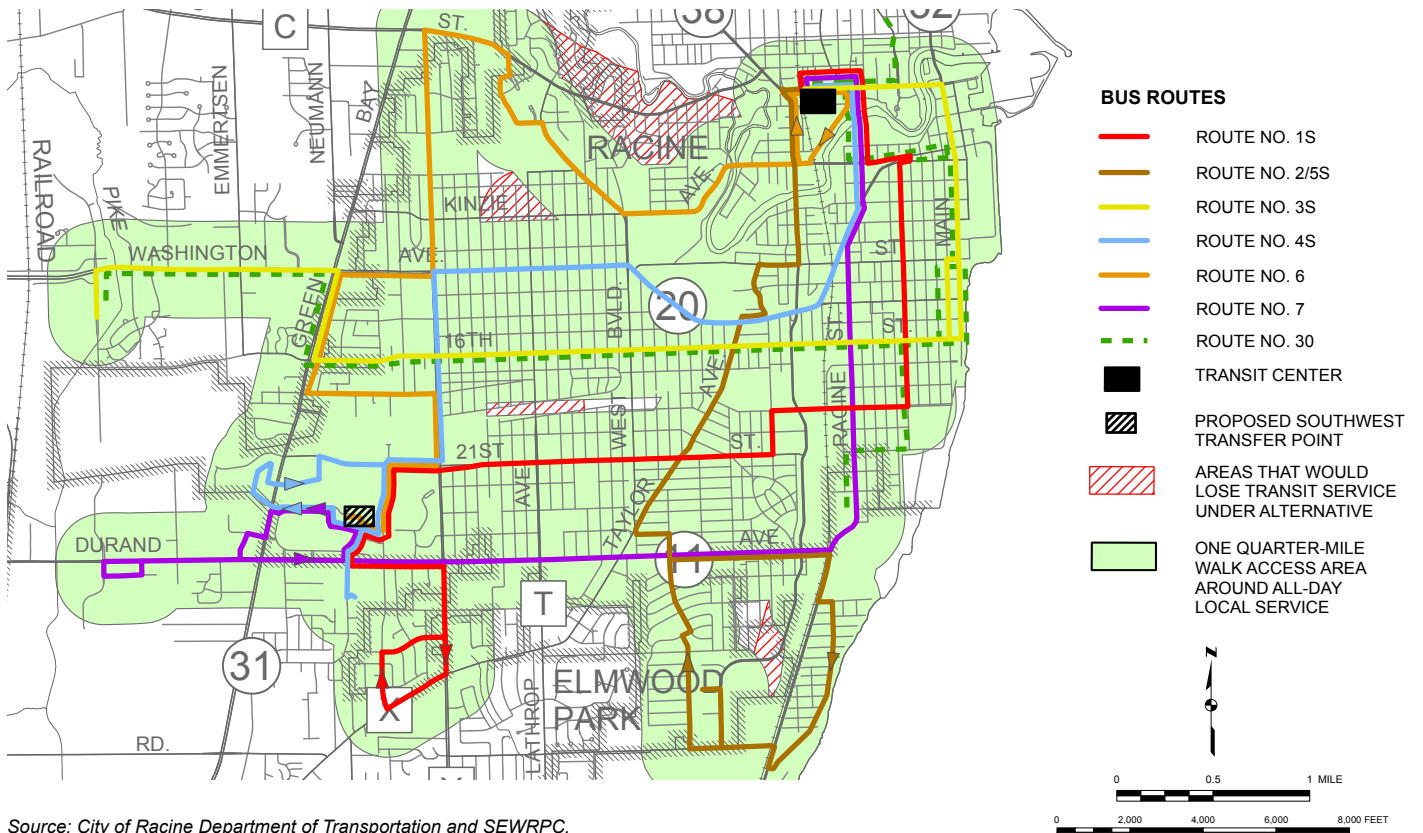 38
32
C
ST.
EMMERTSEN
NEUMANN
BAY
RAILROAD
PIKE
RACINE
AVE.
KINZIE
WASHINGTON
AVE.
MAIN
ST.
GREEN
BVLD.
20
16TH
ST.
ST.
AVE.
RACINE
WEST
21ST
ST.
AVE.
TAYLOR
DURAND
AVE.
11
T
31
ELMWOOD
PARK
X
LATHROP
RD.
BUS ROUTES
ROUTE NO. 1S
ROUTE NO. 2/5S
ROUTE NO. 3S
ROUTE NO. 4S
ROUTE NO. 6
ROUTE NO. 7
ROUTE NO. 30
TRANSIT CENTER
PROPOSED SOUTHWEST
TRANSFER POINT
AREAS THAT WOULD
LOSE TRANSIT SERVICE
UNDER ALTERNATIVE
ONE QUARTER-MILE
WALK ACCESS AREA
AROUND ALL-DAY
LOCAL SERVICE
N
0 0.5 1 MILE
0 2,000 4,000 6,000 8,000 FEET
Source: City of Racine Department of Transportation and SEWRPC.